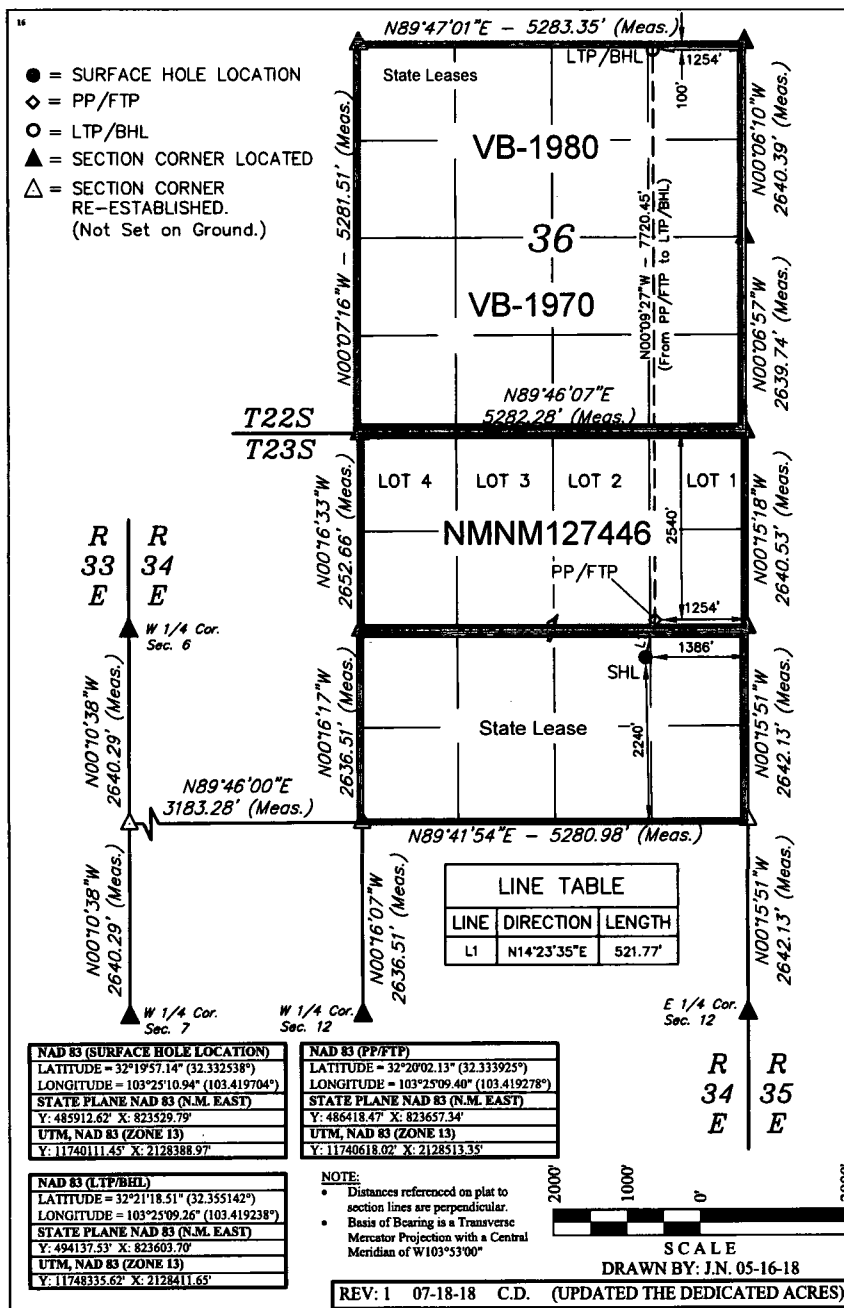 16
N89°47'01"E – 5283.35' (Meas.)
● = SURFACE HOLE LOCATION
◇ = PP/FTP
○ = LTP/BHL
▲ = SECTION CORNER LOCATED
△ = SECTION CORNER
RE-ESTABLISHED.
(Not Set on Ground.)
State Leases
LTP/BHL
1254'
100'
VB-1980
36
VB-1970
N00°07'16"W – 5281.51' (Meas.)
N00°09'27"W – 7720.45'
(From PP/FTP to LTP/BHL)
N00°06'10"W
2640.39' (Meas.)
N00°06'57"W
2639.74' (Meas.)
N89°46'07"E
5282.28' (Meas.)
T22S
T23S
LOT 4
LOT 3
LOT 2
LOT 1
NMNM127446
2540'
PP/FTP
1254'
N00°16'33"W
2652.66' (Meas.)
N00°15'18"W
2640.53' (Meas.)
R R
33 34
E E
W 1/4 Cor.
Sec. 6
1
L1
1386'
SHL
State Lease
2240'
N00°10'38"W
2640.29' (Meas.)
N00°16'17"W
2636.51' (Meas.)
N00°15'51"W
2642.13' (Meas.)
N89°46'00"E
3183.28' (Meas.)
N89°41'54"E – 5280.98' (Meas.)
LINE TABLE
LINE DIRECTION LENGTH
L1 N14°23'35"E 521.77'
N00°10'38"W
2640.29' (Meas.)
N00°16'07"W
2636.51' (Meas.)
N00°15'51"W
2642.13' (Meas.)
W 1/4 Cor.
Sec. 7
W 1/4 Cor.
Sec. 12
E 1/4 Cor.
Sec. 12
R R
34 35
E E
NAD 83 (SURFACE HOLE LOCATION)
LATITUDE = 32°19'57.14" (32.332538°)
LONGITUDE = 103°25'10.94" (103.419704°)
STATE PLANE NAD 83 (N.M. EAST)
Y: 485912.62' X: 823529.79'
UTM, NAD 83 (ZONE 13)
Y: 11740111.45' X: 2128388.97'
NAD 83 (PP/FTP)
LATITUDE = 32°20'02.13" (32.333925°)
LONGITUDE = 103°25'09.40" (103.419278°)
STATE PLANE NAD 83 (N.M. EAST)
Y: 486418.47' X: 823657.34'
UTM, NAD 83 (ZONE 13)
Y: 11740618.02' X: 2128513.35'
NAD 83 (LTP/BHL)
LATITUDE = 32°21'18.51" (32.355142°)
LONGITUDE = 103°25'09.26" (103.419238°)
STATE PLANE NAD 83 (N.M. EAST)
Y: 494137.53' X: 823603.70'
UTM, NAD 83 (ZONE 13)
Y: 11748335.62' X: 2128411.65'
NOTE:
• Distances referenced on plat to
section lines are perpendicular.
• Basis of Bearing is a Transverse
Mercator Projection with a Central
Meridian of W103°53'00"
2000' 1000' 0'
SCALE
DRAWN BY: J.N. 05-16-18
REV: 1 07-18-18 C.D. (UPDATED THE DEDICATED ACRES)